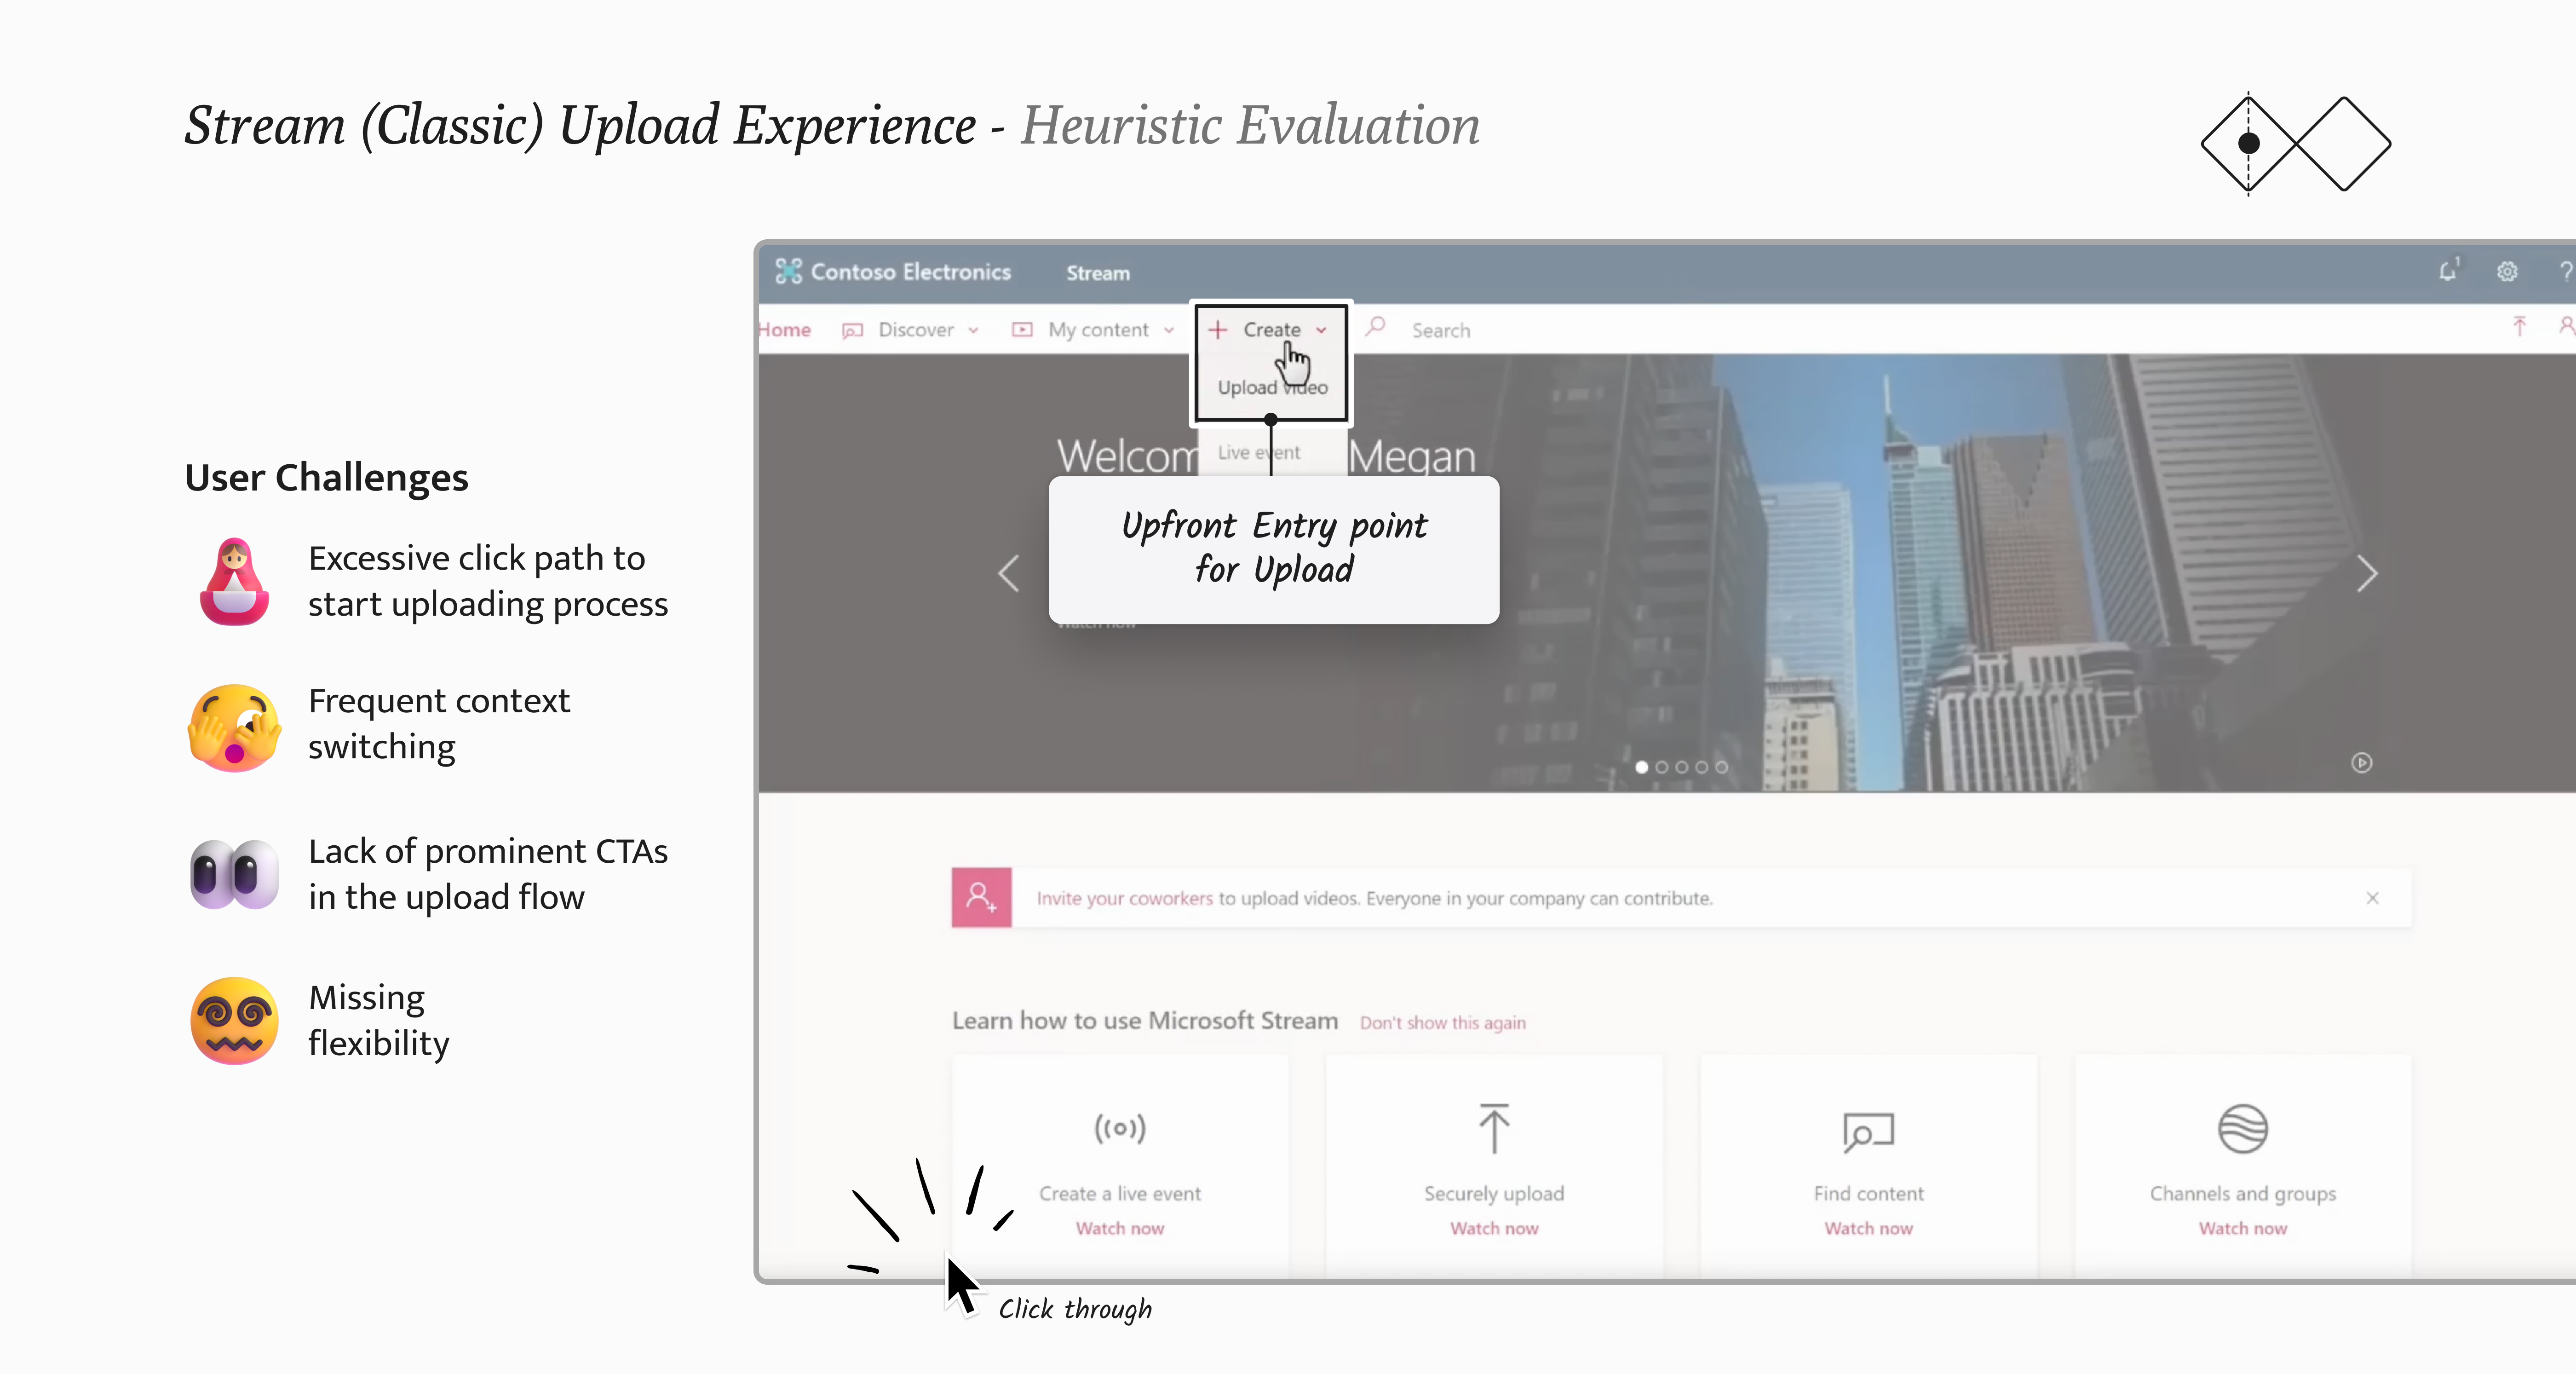 Stream (Classic) Upload Experience - Heuristic Evaluation
User Challenges
Excessive click path to
start uploading process
Frequent context
switching
Lack of prominent CTAs
in the upload flow
Missing
flexibility
Contoso Electronics
Stream
1
?
Home
Discover
My content
+ Create
Search
Upload video
Live event
Welcom
Megan
Upfront Entry point
for Upload
Watch now
Invite your coworkers to upload videos. Everyone in your company can contribute.
Learn how to use Microsoft Stream
Don't show this again
Create a live event
Watch now
Securely upload
Watch now
Find content
Watch now
Channels and groups
Watch now
Click through